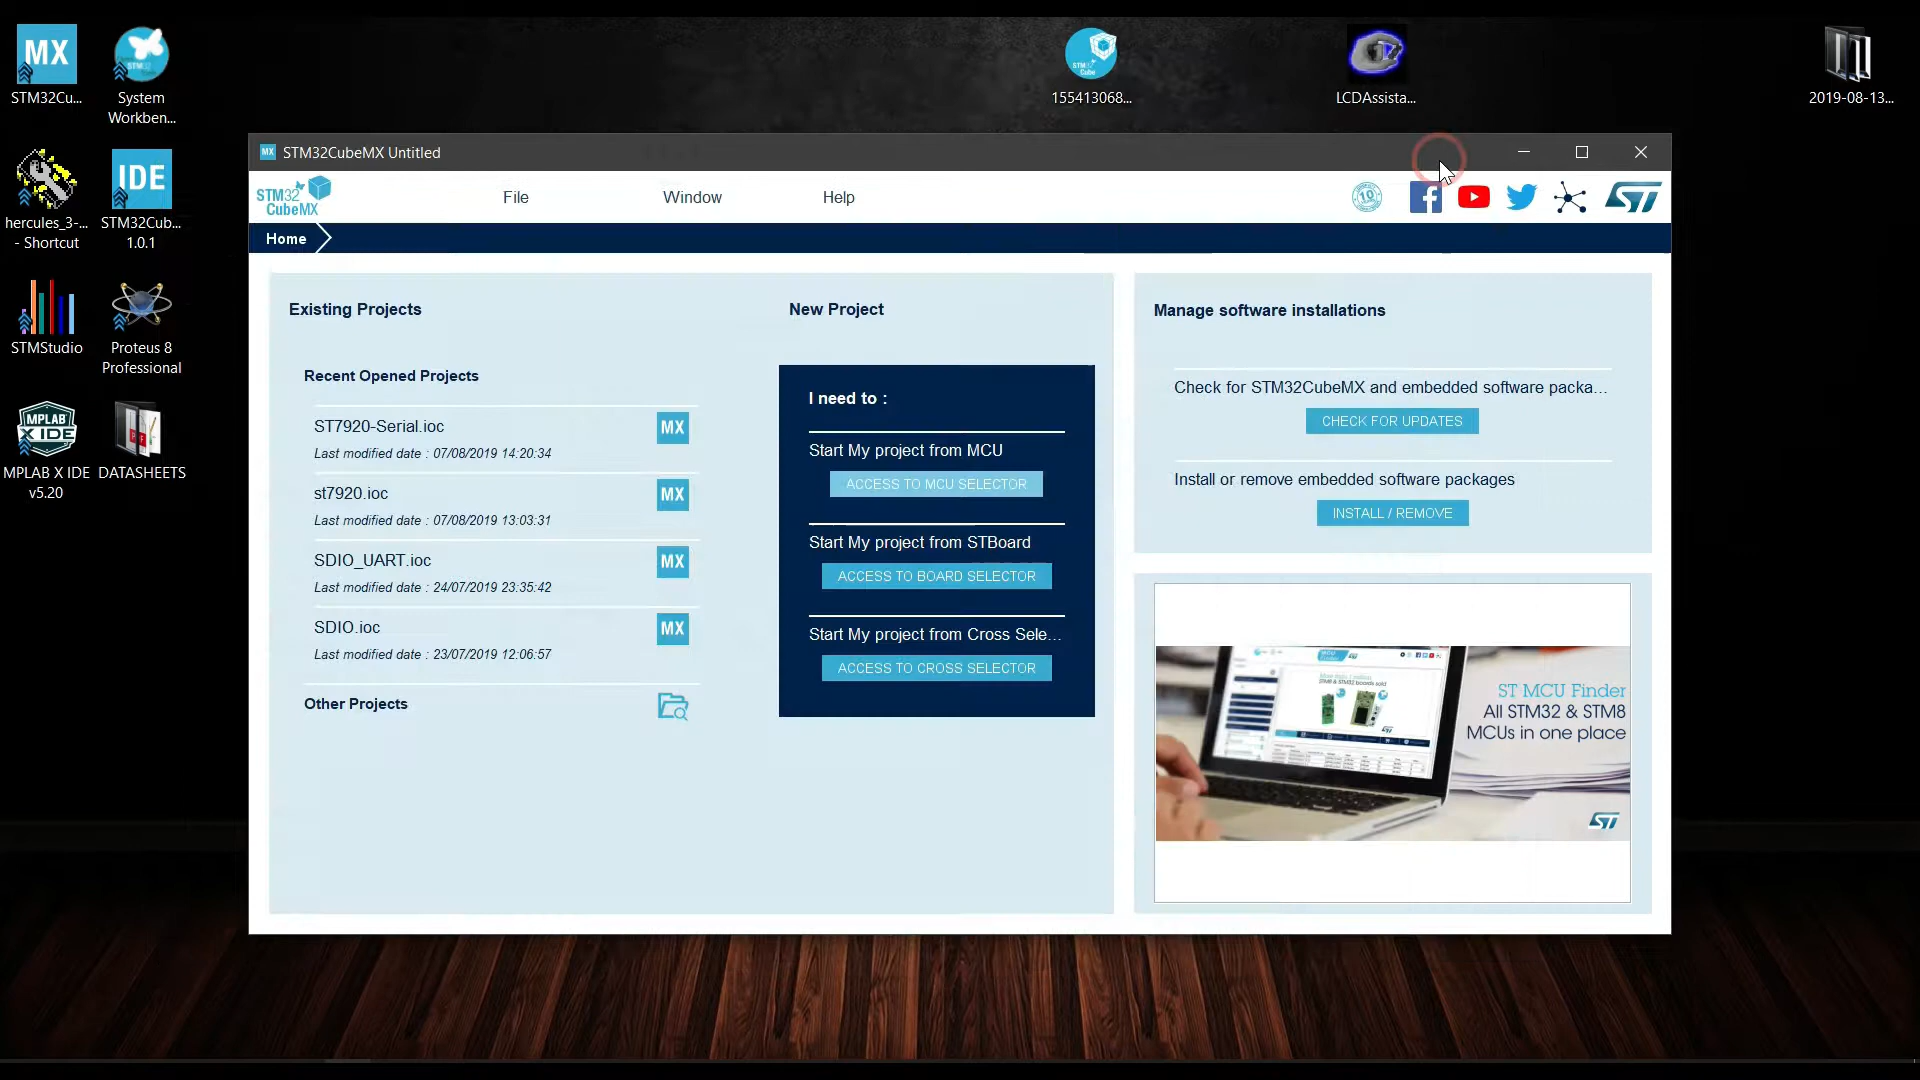 MX
STM32Cu...
System
Workben...
hercules_3-...
- Shortcut
IDE
STM32Cub...
1.0.1
STMStudio
Proteus 8
Professional
MPLAB
X IDE
MPLAB X IDE
v5.20
DATASHEETS
STM32
Cube
155413068...
LCDAssista...
2019-08-13...
MX STM32CubeMX Untitled
STM32
CubeMX
File
Window
Help
10
Home
Existing Projects
New Project
Manage software installations
Recent Opened Projects
ST7920-Serial.ioc
MX
Last modified date : 07/08/2019 14:20:34
st7920.ioc
MX
Last modified date : 07/08/2019 13:03:31
SDIO_UART.ioc
MX
Last modified date : 24/07/2019 23:35:42
SDIO.ioc
MX
Last modified date : 23/07/2019 12:06:57
Other Projects
I need to :
Start My project from MCU
ACCESS TO MCU SELECTOR
Start My project from STBoard
ACCESS TO BOARD SELECTOR
Start My project from Cross Sele...
ACCESS TO CROSS SELECTOR
Check for STM32CubeMX and embedded software packa...
CHECK FOR UPDATES
Install or remove embedded software packages
INSTALL / REMOVE
ST MCU Finder
All STM32 & STM8
MCUs in one place
ST